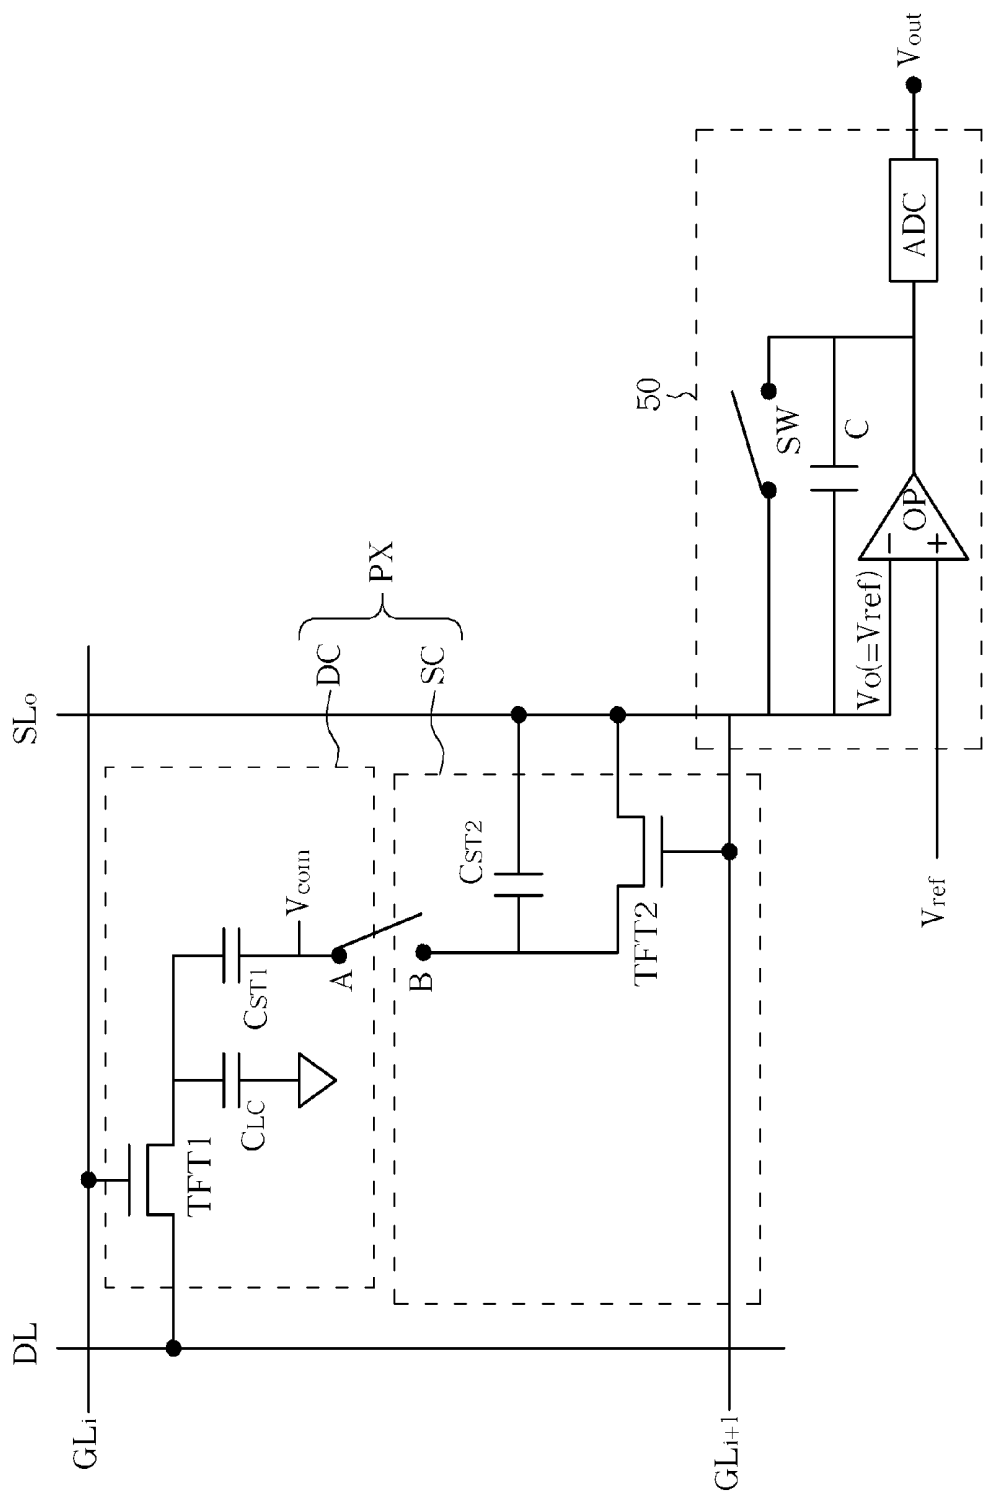 DL
SLo
GLi
TFT1
CLC
CST1
Vcom
A
DC
PX
B
SC
CST2
TFT2
50
GLi+1
SW
C
Vo(=Vref)
−
OP
ADC
Vout
+
Vref